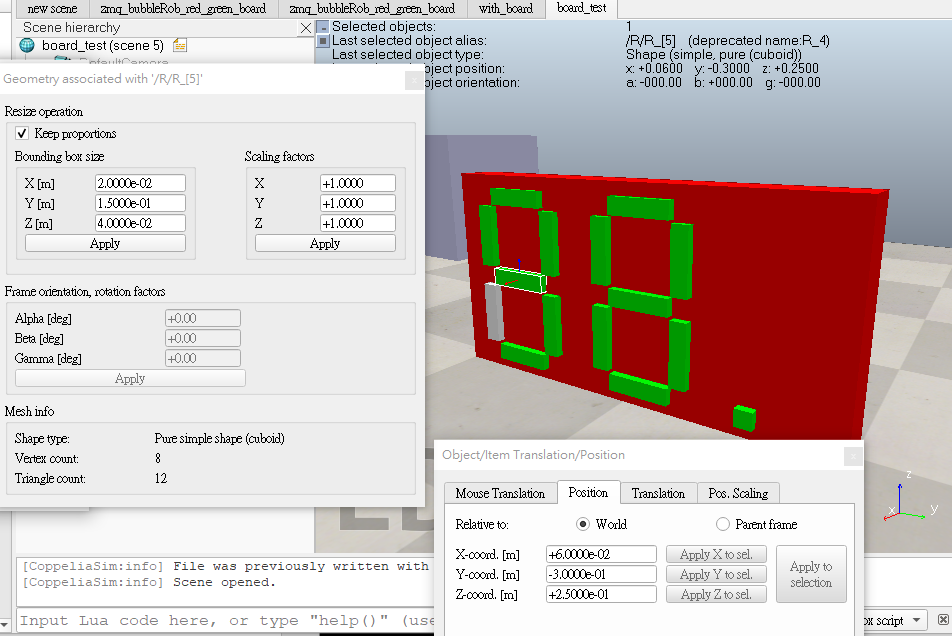 new scene
zmq_bubbleRob_red_green_board
zmq_bubbleRob_red_green_board
with_board
board_test
Scene hierarchy
board_test (scene 5)
DefaultCamera
Selected objects: 1
Last selected object alias: /R/R_[5] (deprecated name:R_4)
Last selected object type: Shape (simple, pure (cuboid))
object position: x: +0.0600 y: -0.3000 z: +0.2500
object orientation: a: -000.00 b: +000.00 g: -000.00
Geometry associated with '/R/R_[5]'
Resize operation
Keep proportions
Bounding box size
Scaling factors
X [m] 2.0000e-02
X +1.0000
Y [m] 1.5000e-01
Y +1.0000
Z [m] 4.0000e-02
Z +1.0000
Apply
Apply
Frame orientation, rotation factors
Alpha [deg] +0.00
Beta [deg] +0.00
Gamma [deg] +0.00
Apply
Mesh info
Shape type: Pure simple shape (cuboid)
Vertex count: 8
Triangle count: 12
z
x
y
Object/Item Translation/Position
Mouse Translation
Position
Translation
Pos. Scaling
Relative to: World Parent frame
X-coord. [m] +6.0000e-02 Apply X to sel.
Y-coord. [m] -3.0000e-01 Apply Y to sel.
Z-coord. [m] +2.5000e-01 Apply Z to sel.
Apply to
selection
[CoppeliaSim:info] File was previously written with
[CoppeliaSim:info] Scene opened.
Input Lua code here, or type "help()" (use
script